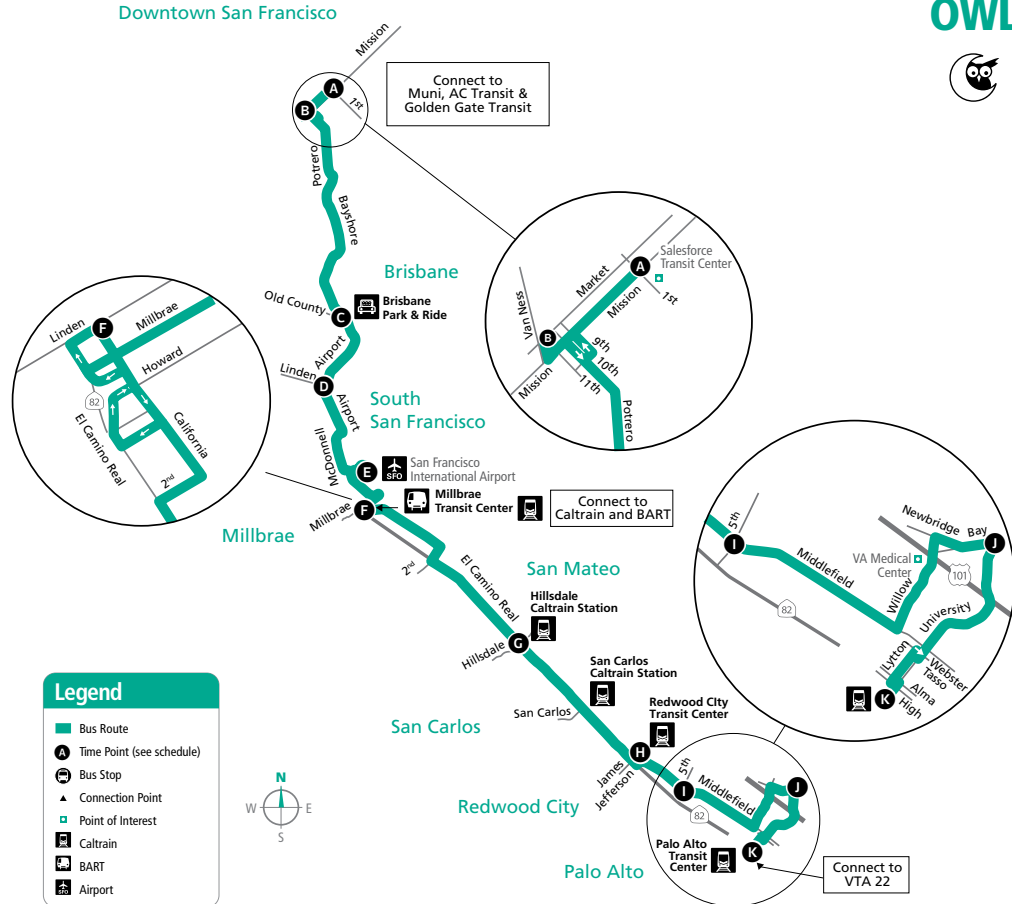 Downtown San Francisco
OWL
Mission
A
1st
B
Connect to
Muni, AC Transit &
Golden Gate Transit
Potrero
Bayshore
Brisbane
Old County
C
Brisbane
Park & Ride
Airport
Linden
D
Airport
South
San Francisco
McDonnell
E
SFO
San Francisco
International Airport
Millbrae
F
Millbrae
Transit Center
Connect to
Caltrain and BART
Millbrae
2nd
El Camino Real
San Mateo
Hillsdale
Caltrain Station
Hillsdale
G
San Carlos
Caltrain Station
San Carlos
San Carlos
Redwood CIty
Transit Center
H
James
Jefferson
Redwood City
5th
I
Middlefield
82
J
K
Palo Alto
Transit
Center
Palo Alto
Connect to
VTA 22
Linden
F
Millbrae
Howard
82
El Camino Real
California
2nd
Van Ness
Market
A
Salesforce
Transit Center
Mission
1st
B
9th
10th
11th
Mission
Potrero
5th
I
Middlefield
82
Newbridge
Bay
J
VA Medical
Center
101
Willow
University
Lytton
Webster
Tasso
Alma
High
K
Legend
Bus Route
A
Time Point (see schedule)
Bus Stop
Connection Point
Point of Interest
Caltrain
BART
SFO
Airport
N
W
E
S